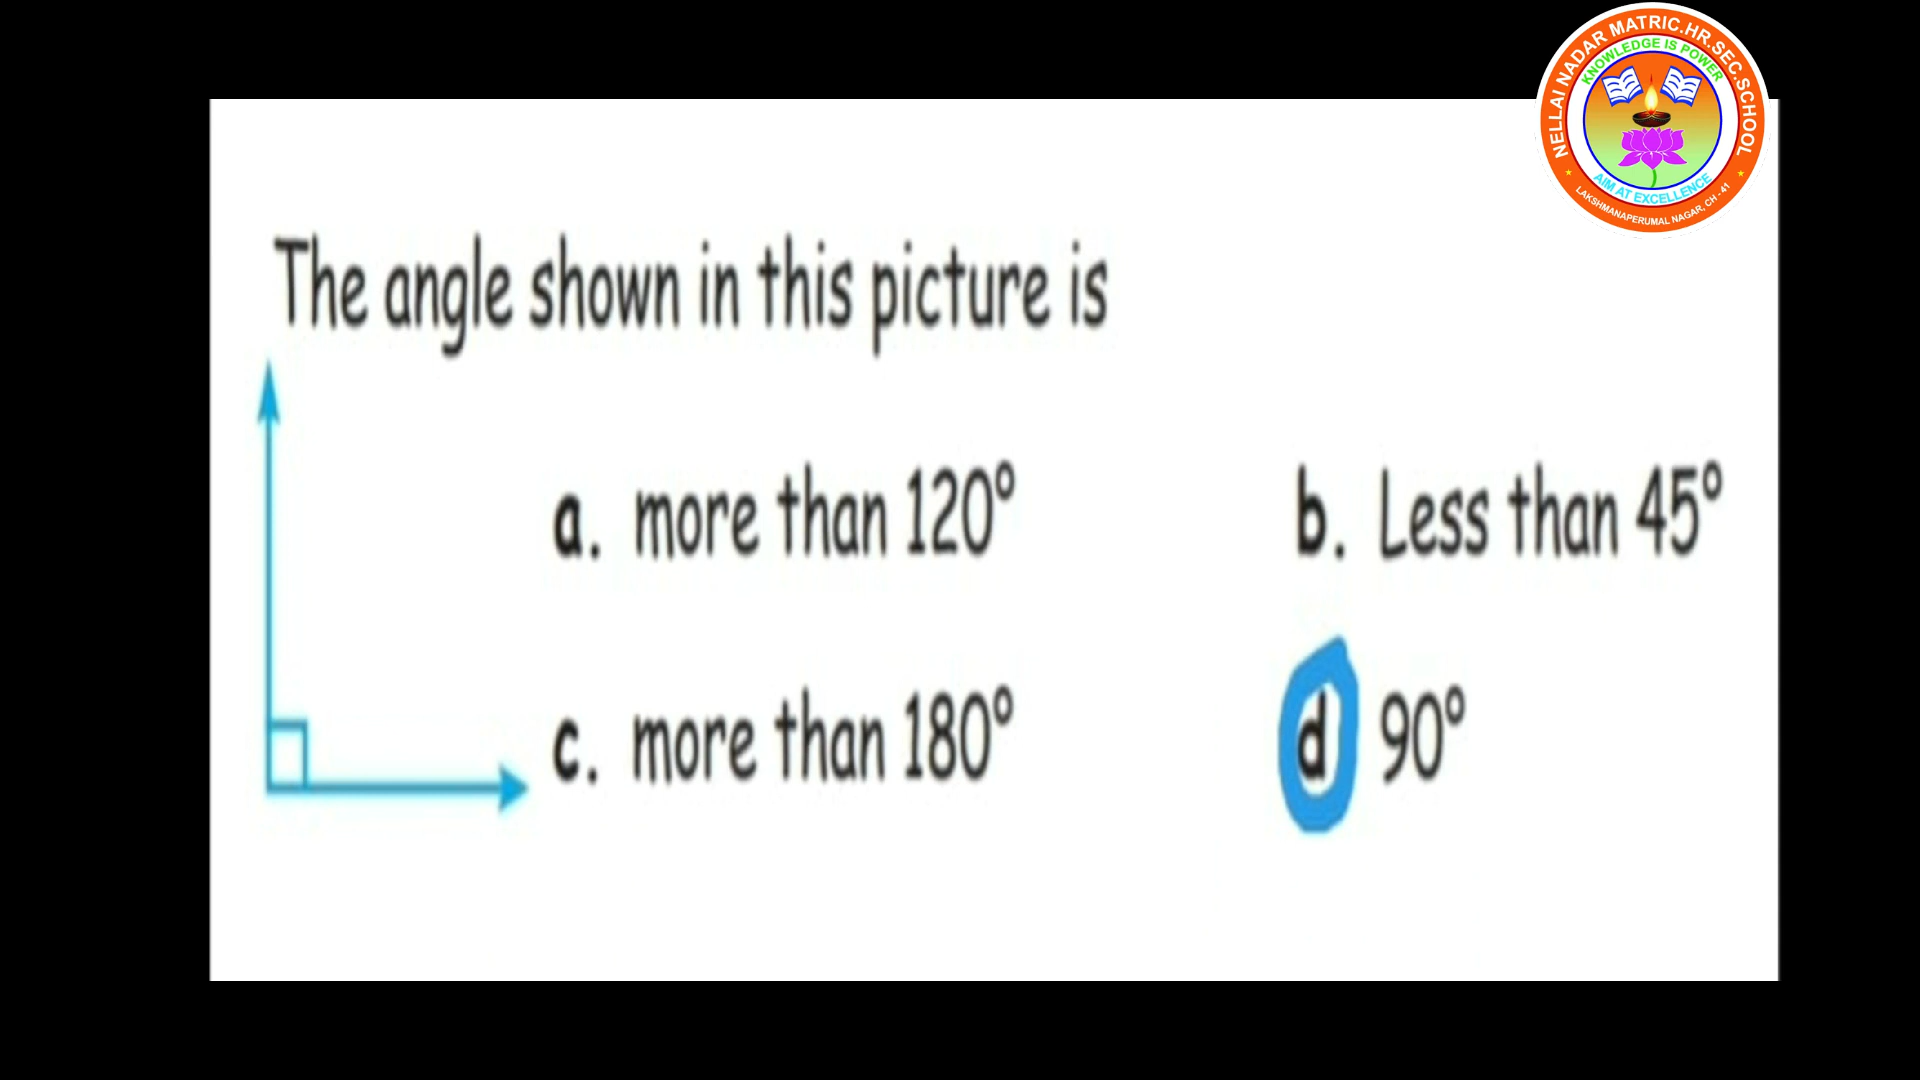 NELLAI NADAR MATRIC.HR.SEC.SCHOOL
KNOWLEDGE IS POWER
AIM AT EXCELLENCE
LAKSHMANAPERUMAL NAGAR, CH - 41
The angle shown in this picture is
a. more than 120° b. Less than 45°
c. more than 180° d 90°